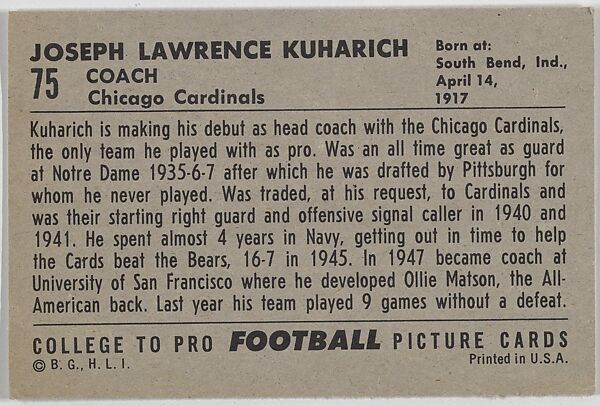 JOSEPH LAWRENCE KUHARICH
75 COACH
Chicago Cardinals
Born at:
South Bend, Ind.,
April 14,
1917
Kuharich is making his debut as head coach with the Chicago Cardinals,
the only team he played with as pro. Was an all time great as guard
at Notre Dame 1935-6-7 after which he was drafted by Pittsburgh for
whom he never played. Was traded, at his request, to Cardinals and
was their starting right guard and offensive signal caller in 1940 and
1941. He spent almost 4 years in Navy, getting out in time to help
the Cards beat the Bears, 16-7 in 1945. In 1947 became coach at
University of San Francisco where he developed Ollie Matson, the All-
American back. Last year his team played 9 games without a defeat.
COLLEGE TO PRO FOOTBALL PICTURE CARDS
© B. G., H. L. I.
Printed in U.S.A.